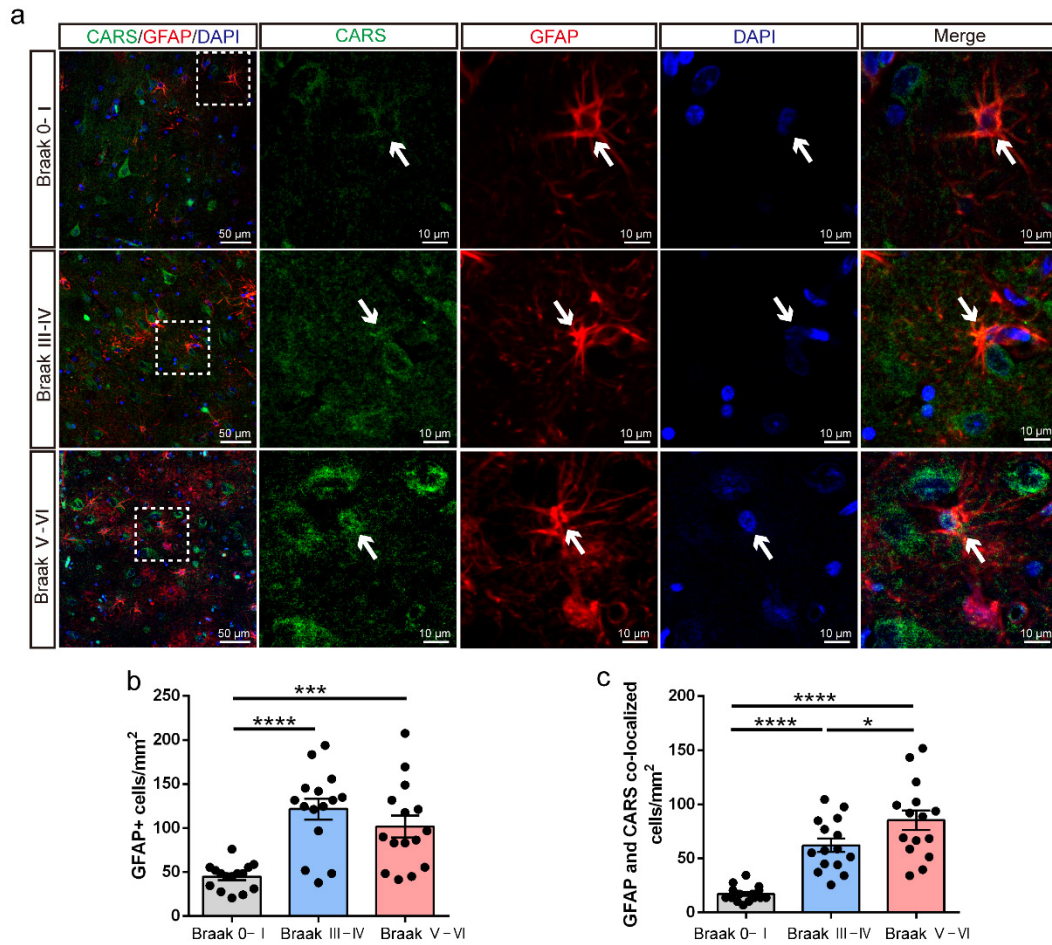 a
CARS/GFAP/DAPI CARS GFAP DAPI Merge
Braak 0- I
50 µm 10 µm 10 µm 10 µm 10 µm
Braak III-IV
50 µm 10 µm 10 µm 10 µm 10 µm
Braak V-VI
50 µm 10 µm 10 µm 10 µm 10 µm
b
GFAP+ cells/mm²
250
200
150
100
50
0
***
****
Braak 0- I Braak III-IV Braak V-VI
c
GFAP and CARS co-localized
cells/mm²
200
150
100
50
0
****
**** *
Braak 0- I Braak III-IV Braak V-VI